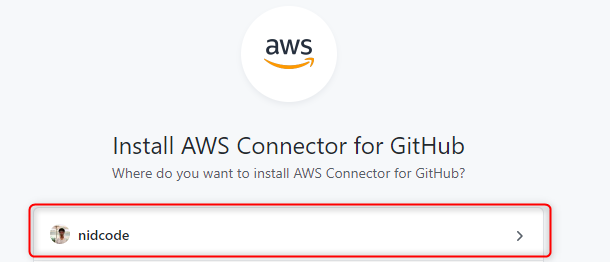 aws
Install AWS Connector for GitHub
Where do you want to install AWS Connector for GitHub?
nidcode